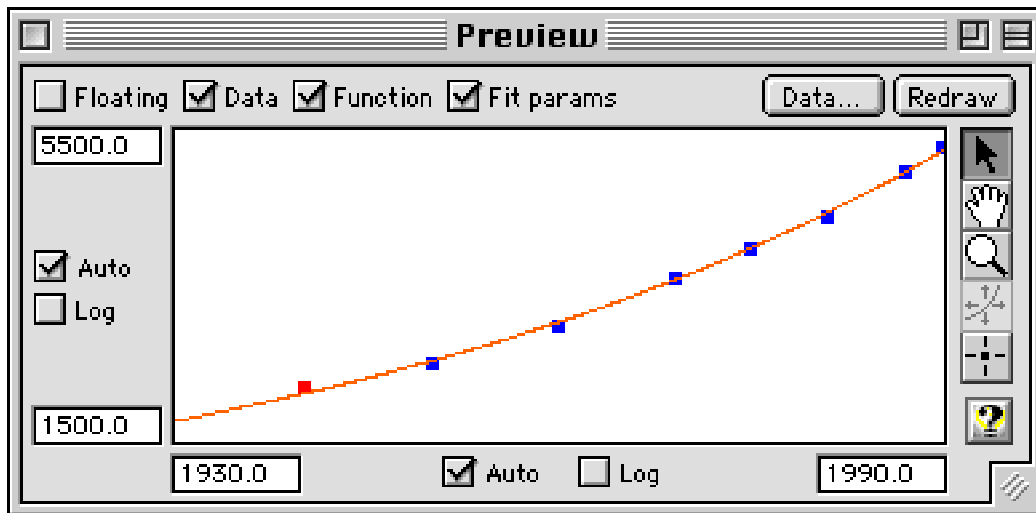 Preview
Floating Data Function Fit params Data... Redraw
5500.0
Auto
Log
1500.0
?
1930.0 Auto Log 1990.0